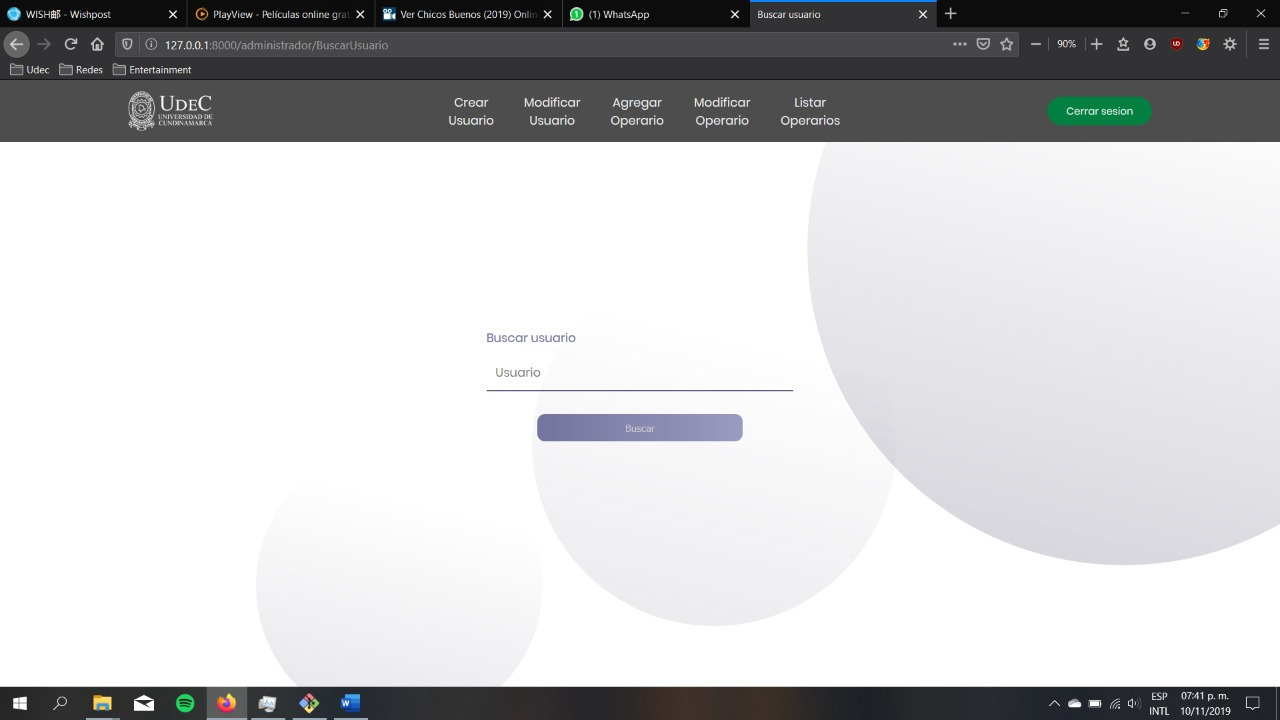 WISH邮 - Wishpost
PlayView - Películas online grat
Ver Chicos Buenos (2019) Onlin
(1) WhatsApp
Buscar usuario
127.0.0.1:8000/administrador/BuscarUsuario
90%
Udec
Redes
Entertainment
UDEC
UNIVERSIDAD DE
CUNDINAMARCA
Crear
Usuario
Modificar
Usuario
Agregar
Operario
Modificar
Operario
Listar
Operarios
Cerrar sesion
Buscar usuario
Usuario
Buscar
ESP
INTL
07:41 p. m.
10/11/2019